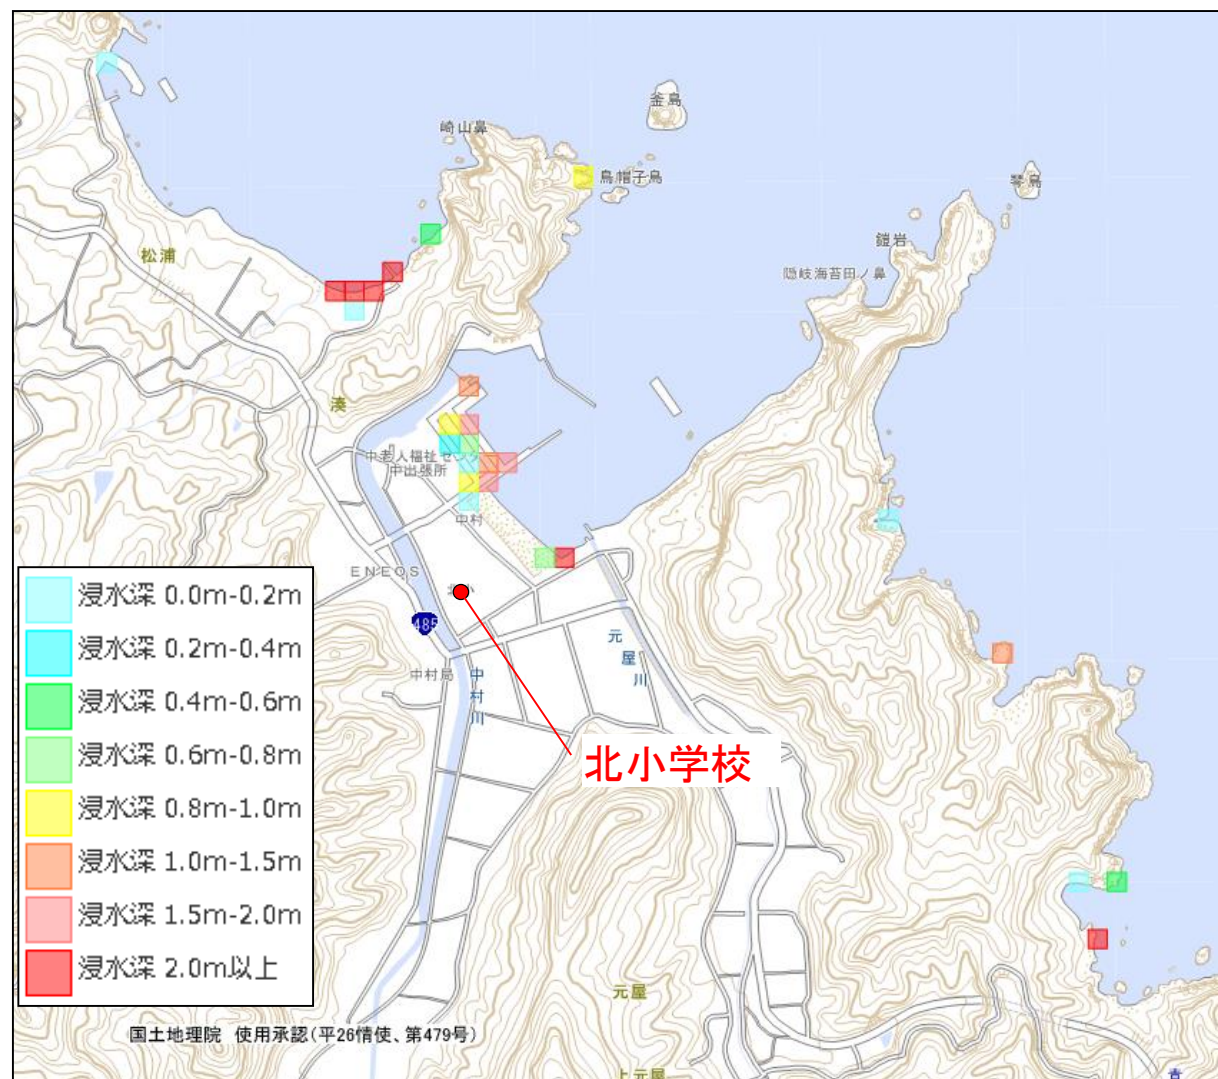 釜島
崎山鼻
烏帽子島
琴島
鎧岩
松浦
隠岐海苔田ノ鼻
湊
中老人福祉センタ
中出張所
中村
ENEOS
485
元屋川
中村局
中村川
北小学校
浸水深 0.0m-0.2m
浸水深 0.2m-0.4m
浸水深 0.4m-0.6m
浸水深 0.6m-0.8m
浸水深 0.8m-1.0m
浸水深 1.0m-1.5m
浸水深 1.5m-2.0m
浸水深 2.0m以上
元屋
国土地理院 使用承認(平26情使、第479号)
上元屋